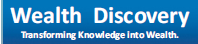 Wealth Discovery
Transforming Knowledge into Wealth.